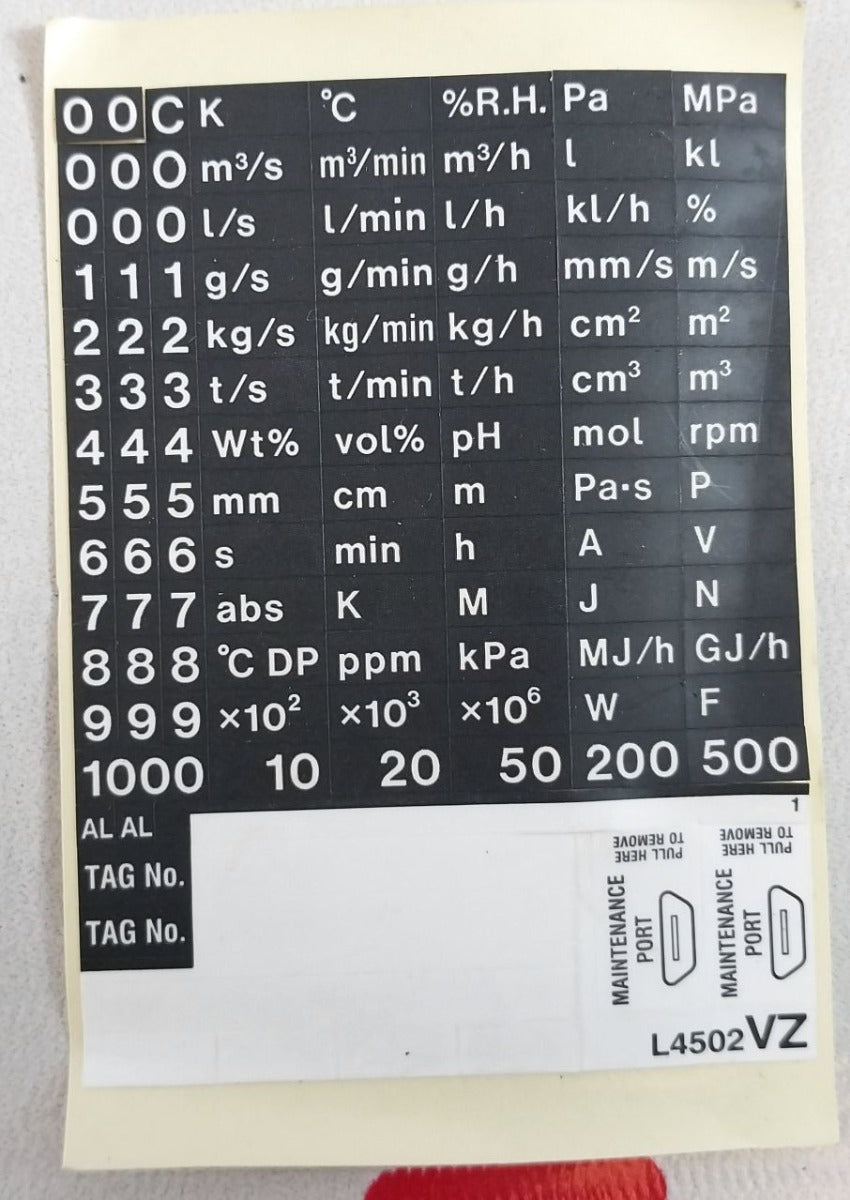 0 0 C K °C %R.H. Pa MPa
0 0 0 m³/s m³/min m³/h l kl
0 0 0 l/s l/min l/h kl/h %
1 1 1 g/s g/min g/h mm/s m/s
2 2 2 kg/s kg/min kg/h cm² m²
3 3 3 t/s t/min t/h cm³ m³
4 4 4 Wt% vol% pH mol rpm
5 5 5 mm cm m Pa·s P
6 6 6 s min h A V
7 7 7 abs K M J N
8 8 8 °C DP ppm kPa MJ/h GJ/h
9 9 9 ×10² ×10³ ×10⁶ W F
1000 10 20 50 200 500
1
AL AL
TAG No.
TAG No.
PULL HERE
TO REMOVE
MAINTENANCE
PORT
PULL HERE
TO REMOVE
MAINTENANCE
PORT
L4502VZ